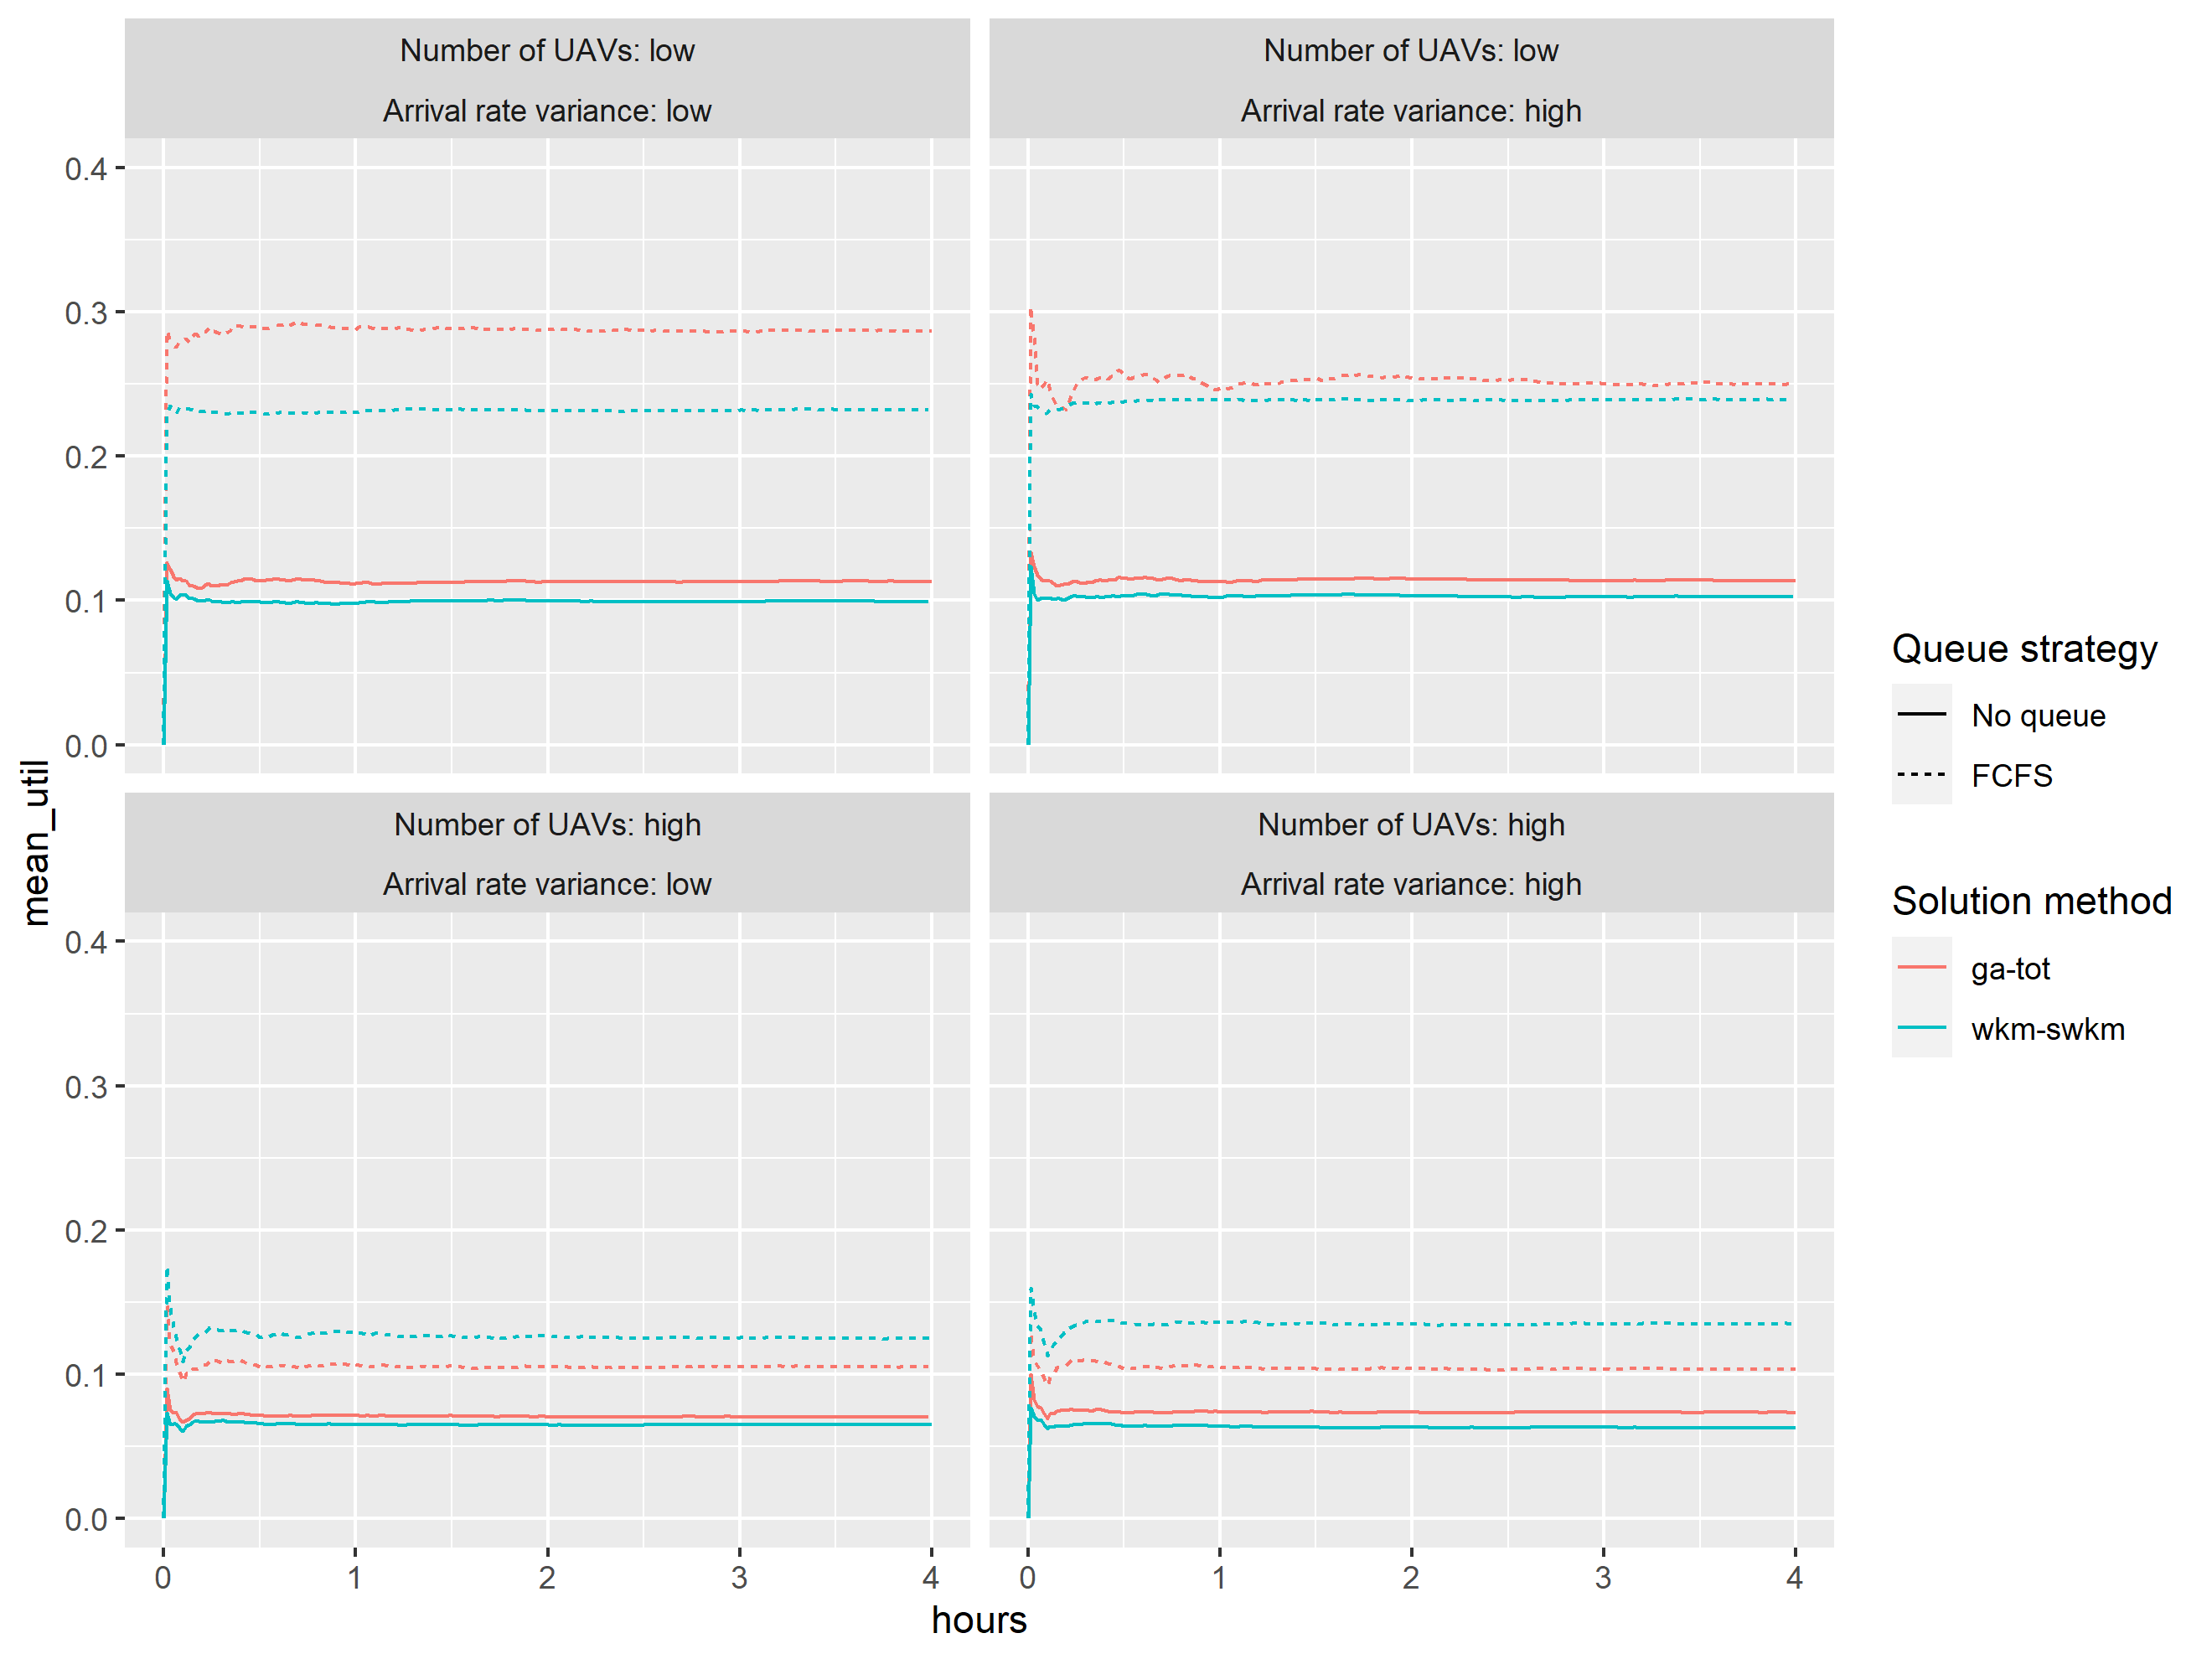 Number of UAVs: low
Arrival rate variance: low
Number of UAVs: low
Arrival rate variance: high
0.4
0.3
0.2
0.1
0.0
Number of UAVs: high
Arrival rate variance: low
Number of UAVs: high
Arrival rate variance: high
0.4
0.3
0.2
0.1
0.0
0 1 2 3 4
0 1 2 3 4
hours
mean_util
Queue strategy
No queue
FCFS
Solution method
ga-tot
wkm-swkm